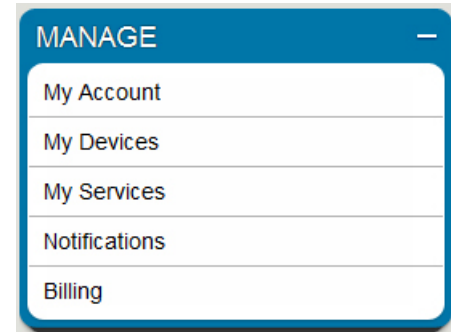 MANAGE
My Account
My Devices
My Services
Notifications
Billing